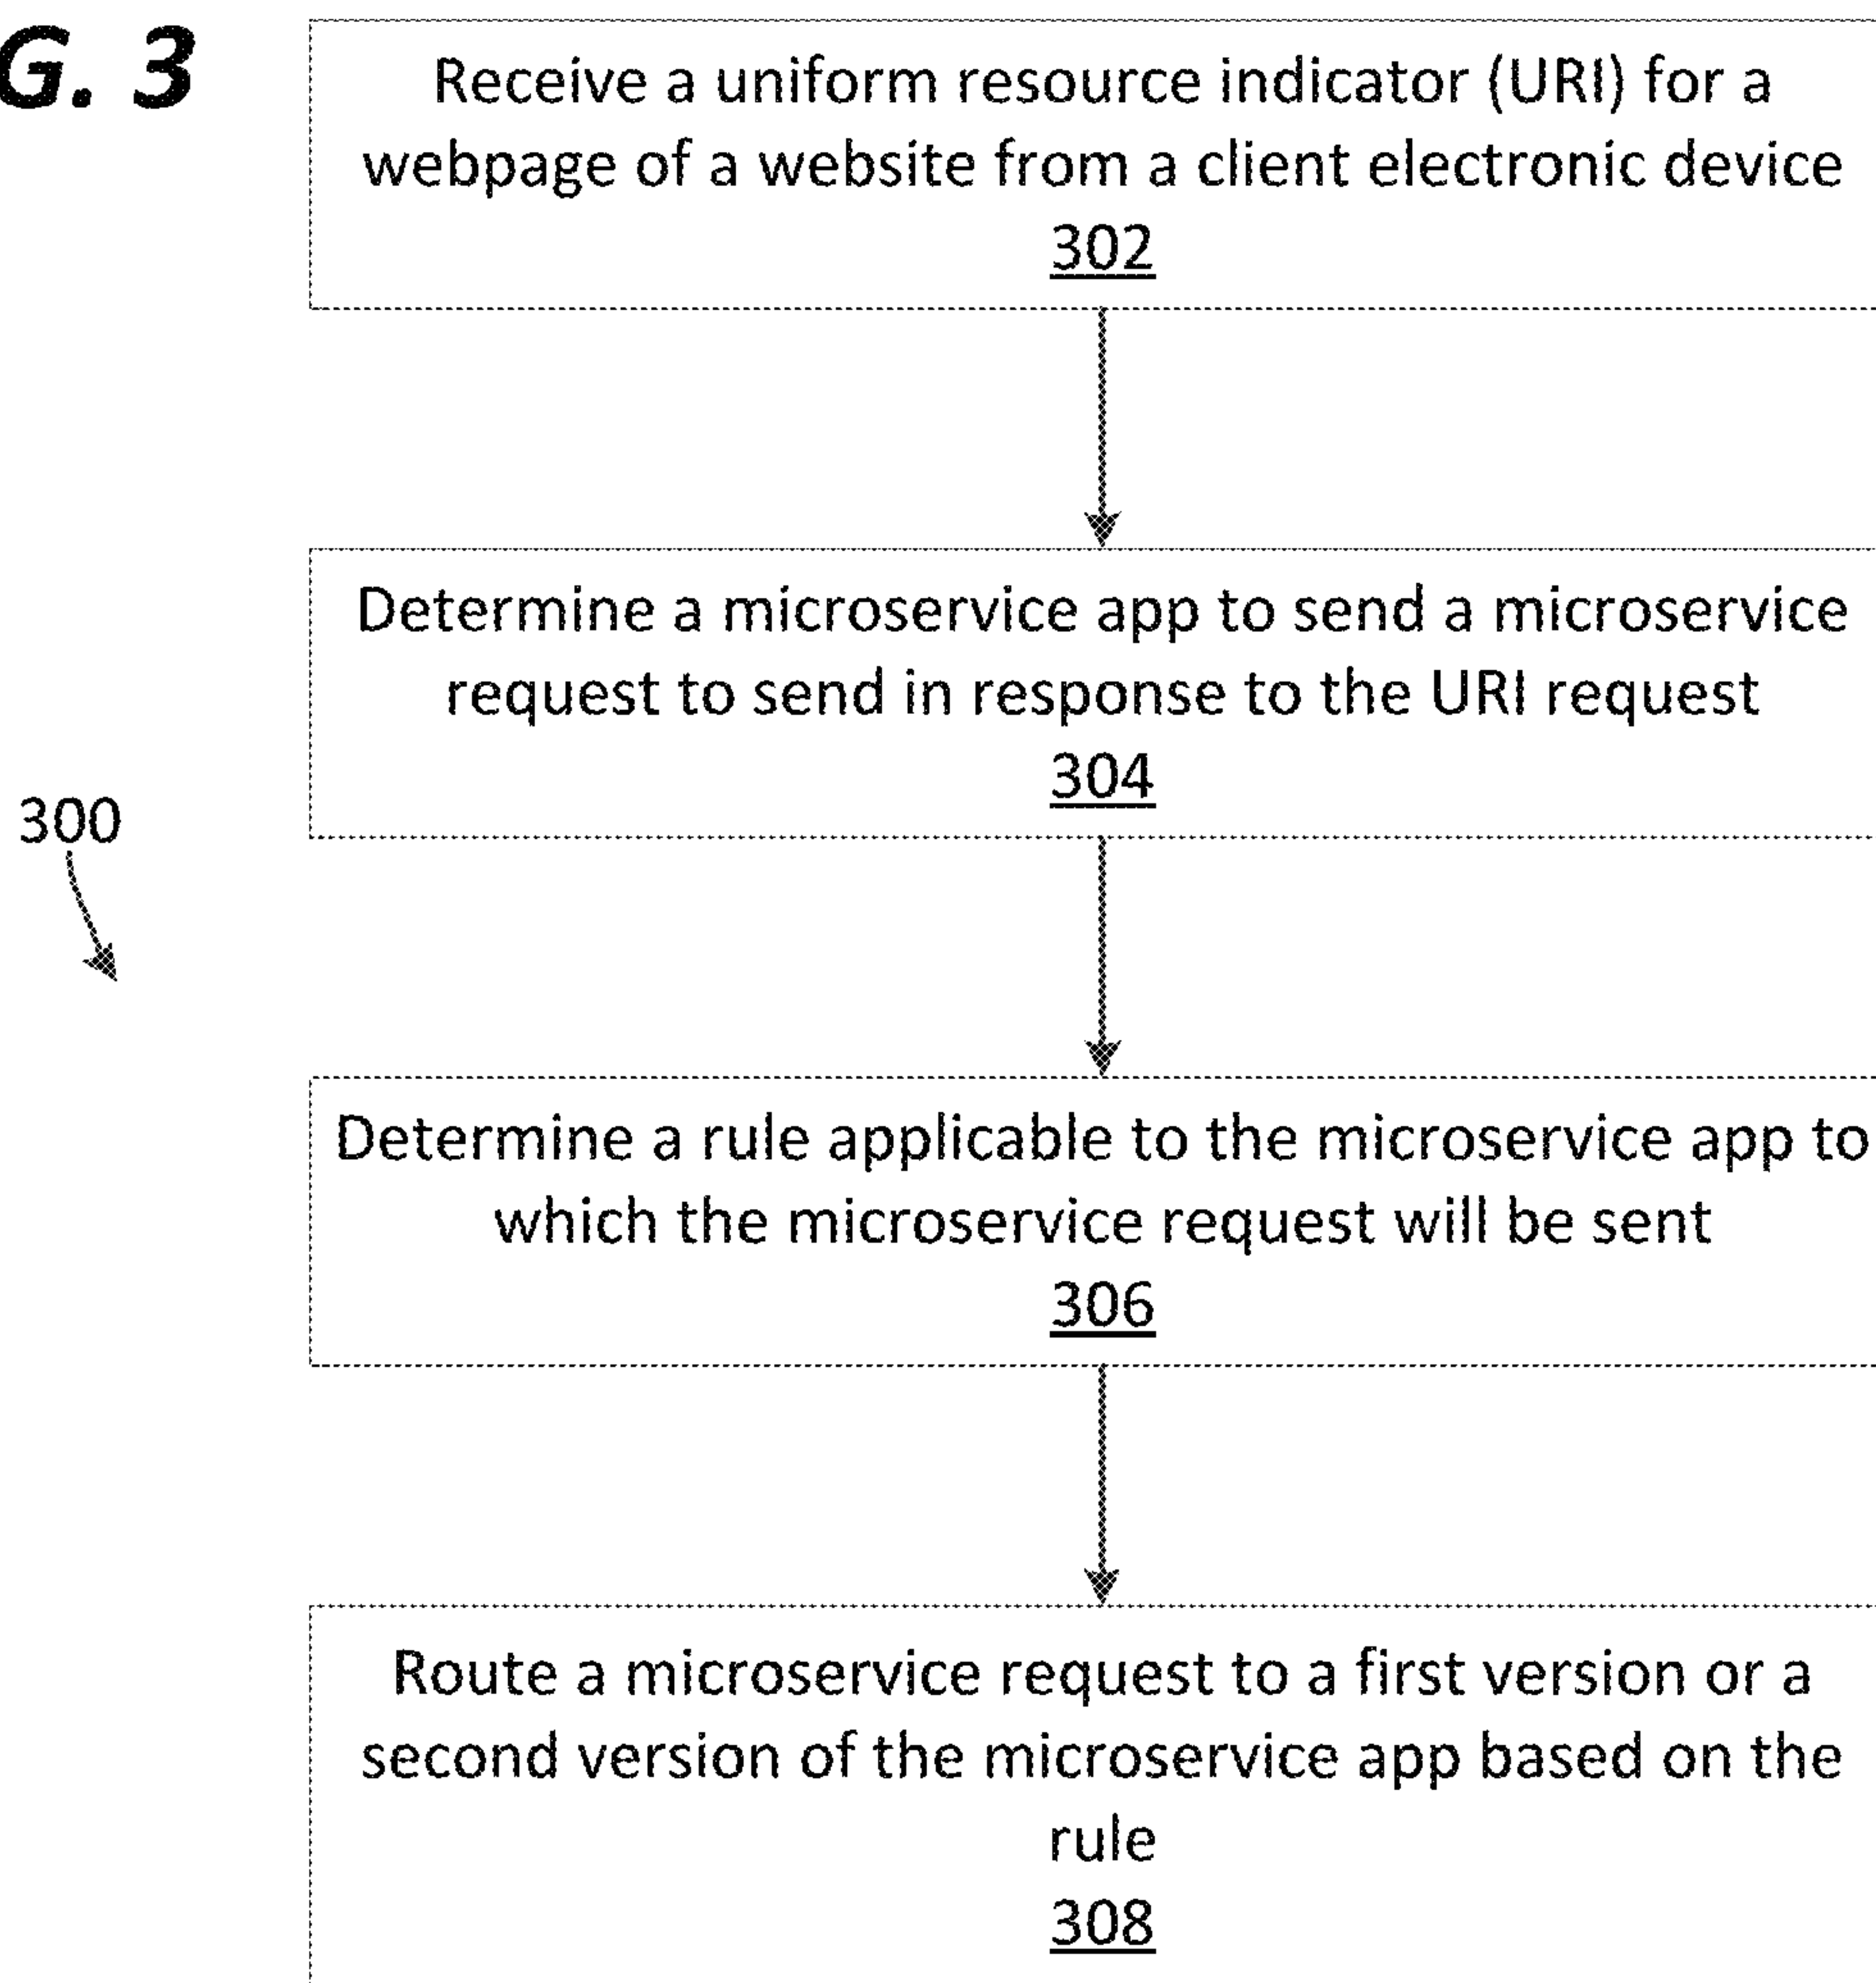 G. 3
Receive a uniform resource indicator (URI) for a
webpage of a website from a client electronic device
302
Determine a microservice app to send a microservice
request to send in response to the URI request
304
300
Determine a rule applicable to the microservice app to
which the microservice request will be sent
306
Route a microservice request to a first version or a
second version of the microservice app based on the
rule
308